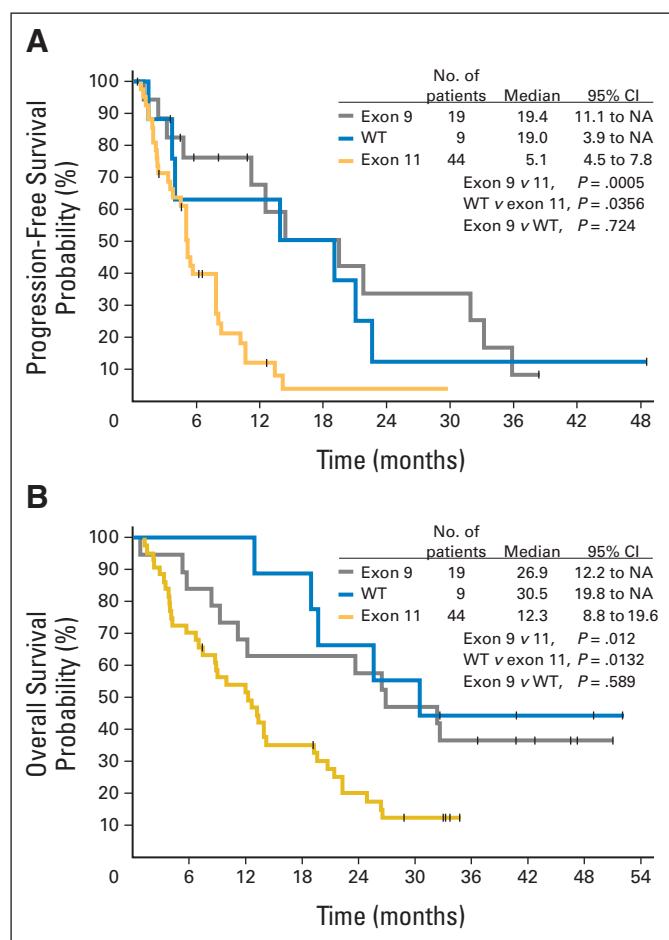 A
Progression-Free Survival
Probability (%)
No. of
patients Median 95% CI
Exon 9 19 19.4 11.1 to NA
WT 9 19.0 3.9 to NA
Exon 11 44 5.1 4.5 to 7.8
Exon 9 v 11, P = .0005
WT v exon 11, P = .0356
Exon 9 v WT, P = .724
100
90
80
70
60
50
40
30
20
10
0 6 12 18 24 30 36 42 48
Time (months)
B
Overall Survival
Probability (%)
No. of
patients Median 95% CI
Exon 9 19 26.9 12.2 to NA
WT 9 30.5 19.8 to NA
Exon 11 44 12.3 8.8 to 19.6
Exon 9 v 11, P = .012
WT v exon 11, P = .0132
Exon 9 v WT, P = .589
100
90
80
70
60
50
40
30
20
10
0 6 12 18 24 30 36 42 48 54
Time (months)